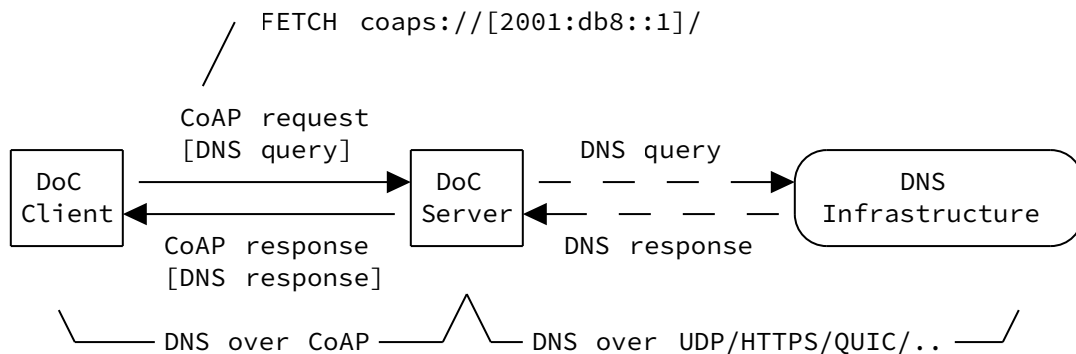 FETCH coaps://[2001:db8::1]/
CoAP request
[DNS query]
DoC
Client
DoC
Server
DNS query
DNS
Infrastructure
CoAP response
[DNS response]
DNS response
DNS over CoAP
DNS over UDP/HTTPS/QUIC/..